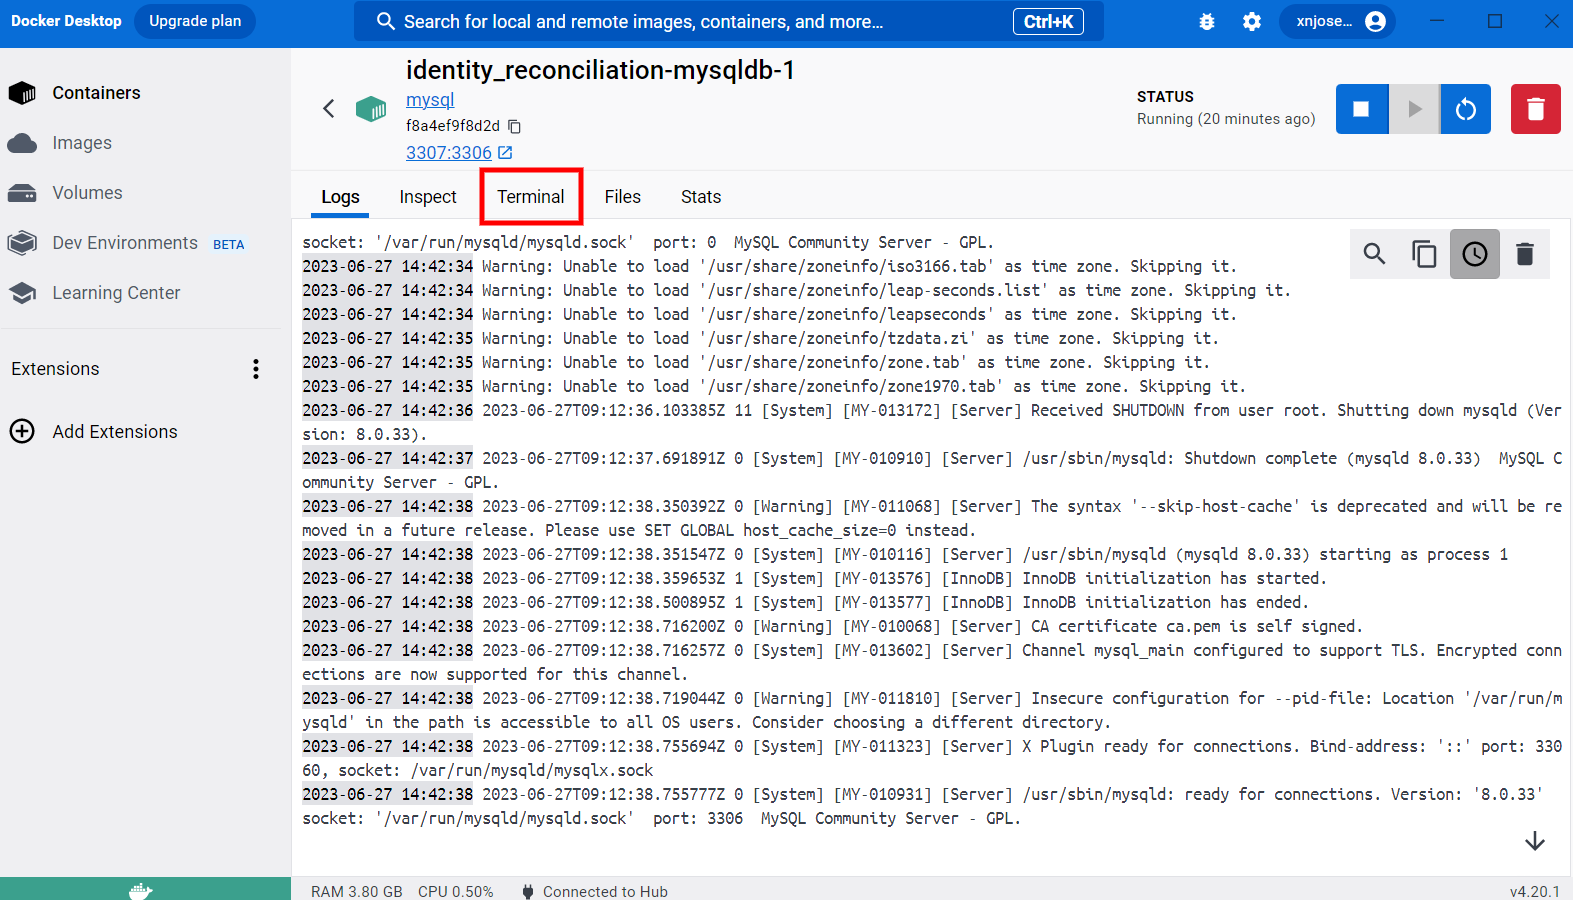 Docker Desktop Upgrade plan Search for local and remote images, containers, and more... Ctrl+K xnjose...
Containers
Images
Volumes
Dev Environments BETA
Learning Center
Extensions
Add Extensions
identity_reconciliation-mysqldb-1
mysql
f8a4ef9f8d2d
3307:3306
STATUS
Running (20 minutes ago)
Logs Inspect Terminal Files Stats
socket: '/var/run/mysqld/mysqld.sock'  port: 0  MySQL Community Server - GPL.
2023-06-27 14:42:34 Warning: Unable to load '/usr/share/zoneinfo/iso3166.tab' as time zone. Skipping it.
2023-06-27 14:42:34 Warning: Unable to load '/usr/share/zoneinfo/leap-seconds.list' as time zone. Skipping it.
2023-06-27 14:42:34 Warning: Unable to load '/usr/share/zoneinfo/leapseconds' as time zone. Skipping it.
2023-06-27 14:42:35 Warning: Unable to load '/usr/share/zoneinfo/tzdata.zi' as time zone. Skipping it.
2023-06-27 14:42:35 Warning: Unable to load '/usr/share/zoneinfo/zone.tab' as time zone. Skipping it.
2023-06-27 14:42:35 Warning: Unable to load '/usr/share/zoneinfo/zone1970.tab' as time zone. Skipping it.
2023-06-27 14:42:36 2023-06-27T09:12:36.103385Z 11 [System] [MY-013172] [Server] Received SHUTDOWN from user root. Shutting down mysqld (Ver
sion: 8.0.33).
2023-06-27 14:42:37 2023-06-27T09:12:37.691891Z 0 [System] [MY-010910] [Server] /usr/sbin/mysqld: Shutdown complete (mysqld 8.0.33)  MySQL C
ommunity Server - GPL.
2023-06-27 14:42:38 2023-06-27T09:12:38.350392Z 0 [Warning] [MY-011068] [Server] The syntax '--skip-host-cache' is deprecated and will be re
moved in a future release. Please use SET GLOBAL host_cache_size=0 instead.
2023-06-27 14:42:38 2023-06-27T09:12:38.351547Z 0 [System] [MY-010116] [Server] /usr/sbin/mysqld (mysqld 8.0.33) starting as process 1
2023-06-27 14:42:38 2023-06-27T09:12:38.359653Z 1 [System] [MY-013576] [InnoDB] InnoDB initialization has started.
2023-06-27 14:42:38 2023-06-27T09:12:38.500895Z 1 [System] [MY-013577] [InnoDB] InnoDB initialization has ended.
2023-06-27 14:42:38 2023-06-27T09:12:38.716200Z 0 [Warning] [MY-010068] [Server] CA certificate ca.pem is self signed.
2023-06-27 14:42:38 2023-06-27T09:12:38.716257Z 0 [System] [MY-013602] [Server] Channel mysql_main configured to support TLS. Encrypted conn
ections are now supported for this channel.
2023-06-27 14:42:38 2023-06-27T09:12:38.719044Z 0 [Warning] [MY-011810] [Server] Insecure configuration for --pid-file: Location '/var/run/m
ysqld' in the path is accessible to all OS users. Consider choosing a different directory.
2023-06-27 14:42:38 2023-06-27T09:12:38.755694Z 0 [System] [MY-011323] [Server] X Plugin ready for connections. Bind-address: '::' port: 330
60, socket: /var/run/mysqld/mysqlx.sock
2023-06-27 14:42:38 2023-06-27T09:12:38.755777Z 0 [System] [MY-010931] [Server] /usr/sbin/mysqld: ready for connections. Version: '8.0.33'
socket: '/var/run/mysqld/mysqld.sock'  port: 3306  MySQL Community Server - GPL.
RAM 3.80 GB CPU 0.50% Connected to Hub v4.20.1